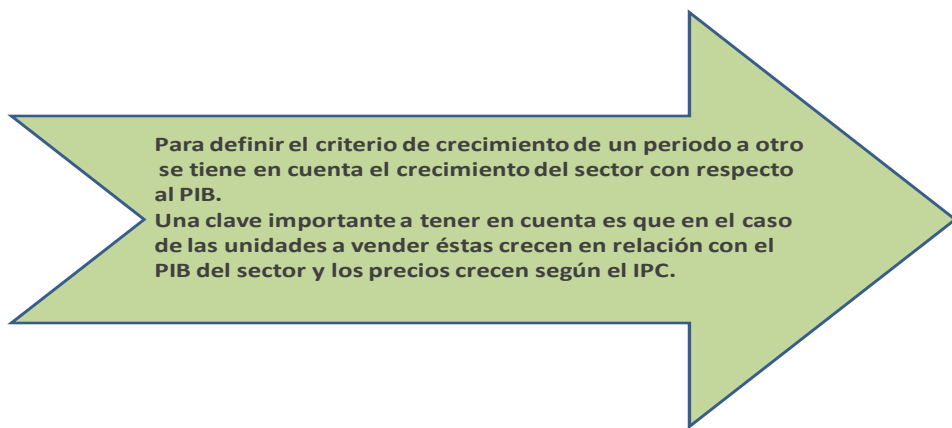 Para definir el criterio de crecimiento de un periodo a otro
se tiene en cuenta el crecimiento del sector con respecto
al PIB.
Una clave importante a tener en cuenta es que en el caso
de las unidades a vender éstas crecen en relación con el
PIB del sector y los precios crecen según el IPC.